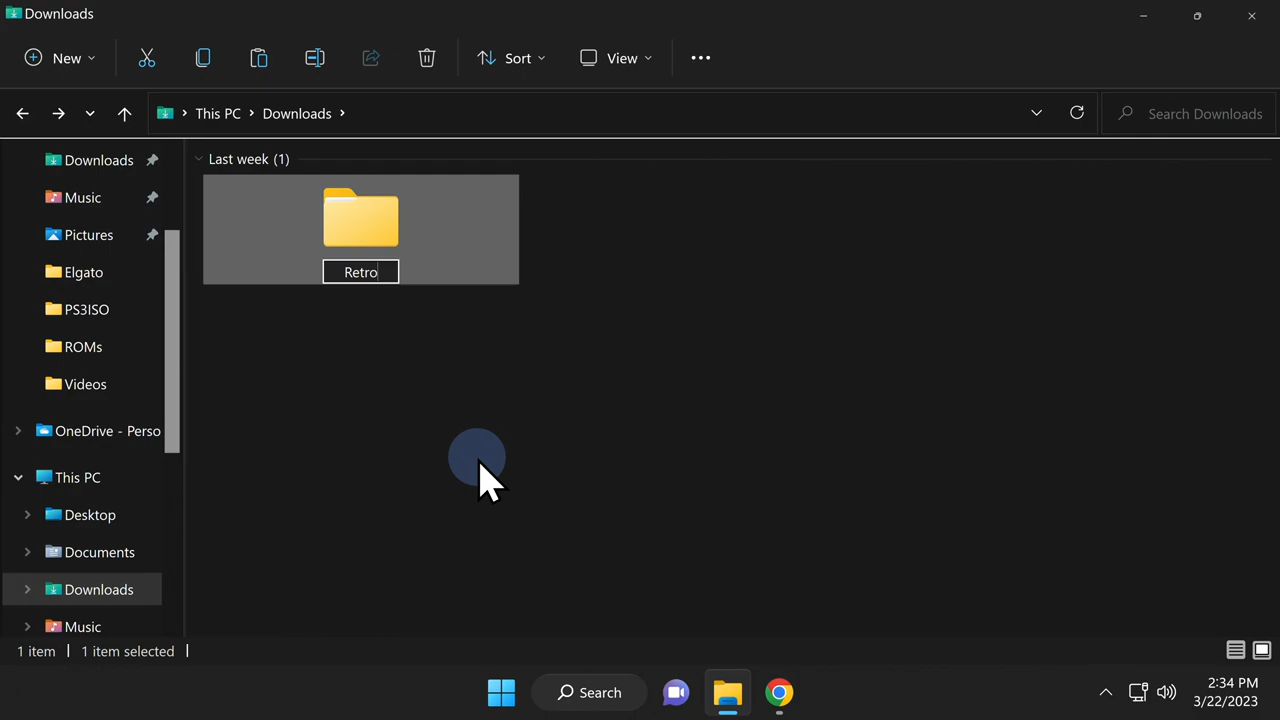 Downloads
New
Sort
View
This PC
Downloads
Search Downloads
Downloads
Music
Pictures
Elgato
PS3ISO
ROMs
Videos
OneDrive - Perso
This PC
Desktop
Documents
Downloads
Music
Last week (1)
Retro
1 item
1 item selected
Search
2:34 PM
3/22/2023